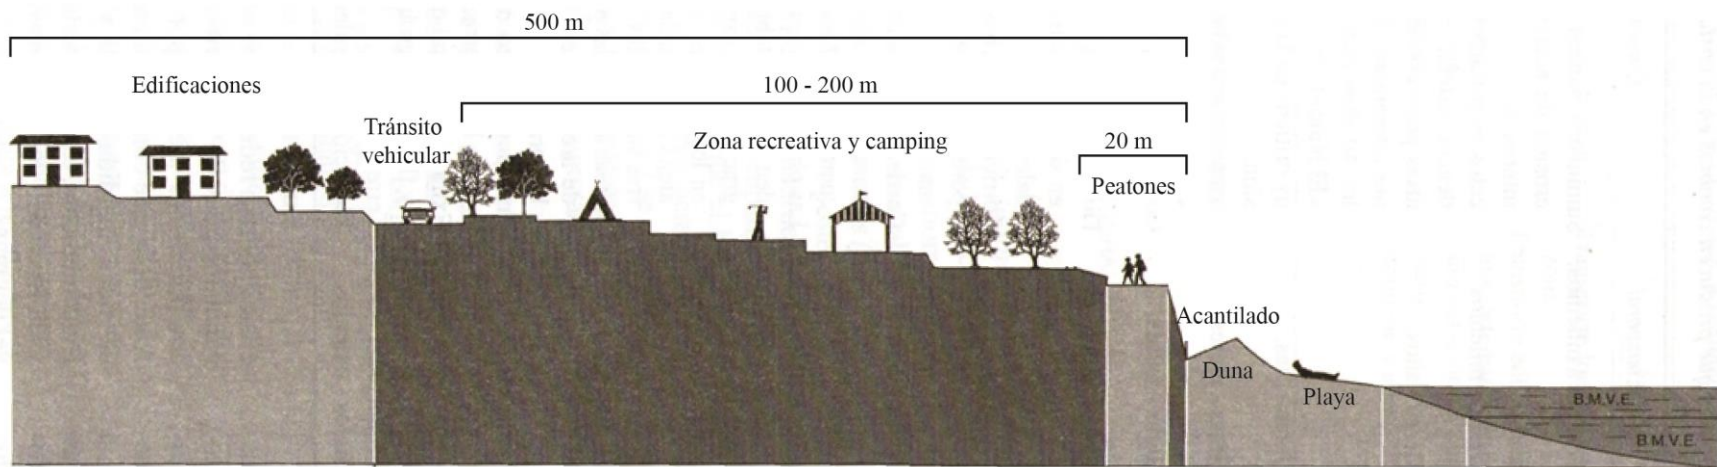 500 m
Edificaciones
100 - 200 m
Tránsito
vehicular
Zona recreativa y camping
20 m
Peatones
Acantilado
Duna
Playa
B.M.V.E.
B.M.V.E.